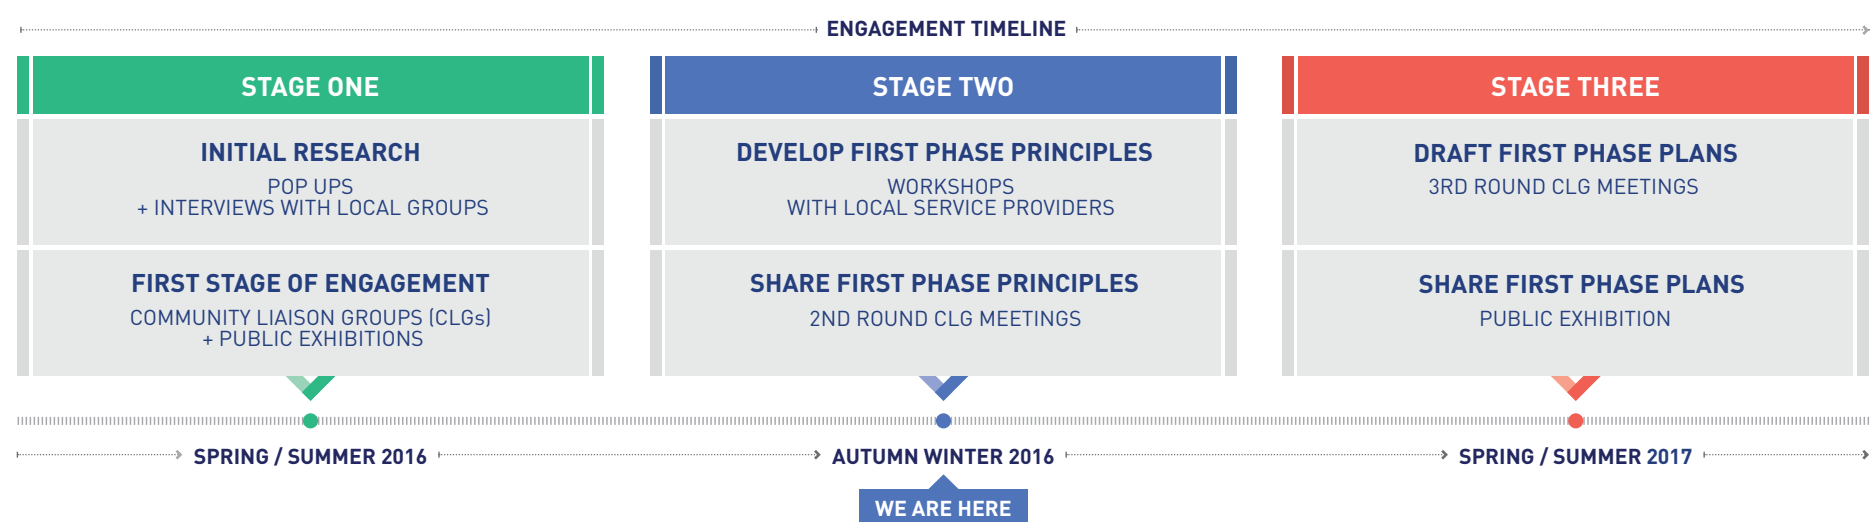 ENGAGEMENT TIMELINE
STAGE ONE
INITIAL RESEARCH
POP UPS
+ INTERVIEWS WITH LOCAL GROUPS
FIRST STAGE OF ENGAGEMENT
COMMUNITY LIAISON GROUPS (CLGs)
+ PUBLIC EXHIBITIONS
SPRING / SUMMER 2016
STAGE TWO
DEVELOP FIRST PHASE PRINCIPLES
WORKSHOPS
WITH LOCAL SERVICE PROVIDERS
SHARE FIRST PHASE PRINCIPLES
2ND ROUND CLG MEETINGS
AUTUMN WINTER 2016
WE ARE HERE
STAGE THREE
DRAFT FIRST PHASE PLANS
3RD ROUND CLG MEETINGS
SHARE FIRST PHASE PLANS
PUBLIC EXHIBITION
SPRING / SUMMER 2017